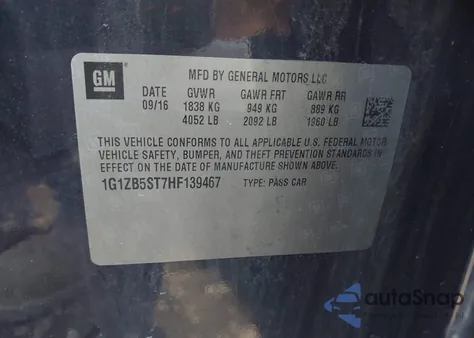 GM
MFD BY GENERAL MOTORS LLC
DATE GVWR GAWR FRT GAWR RR
09/16 1838 KG 949 KG 889 KG
4052 LB 2092 LB 1960 LB
THIS VEHICLE CONFORMS TO ALL APPLICABLE U.S. FEDERAL MOTOR
VEHICLE SAFETY, BUMPER, AND THEFT PREVENTION STANDARDS IN
EFFECT ON THE DATE OF MANUFACTURE SHOWN ABOVE.
1G1ZB5ST7HF139467 TYPE: PASS CAR
autoSnap